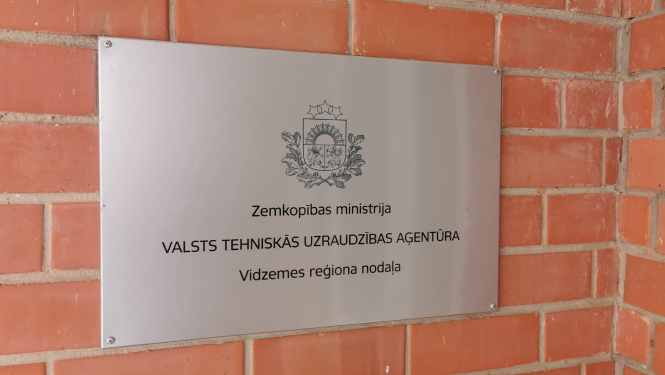 Zemkopības ministrija
VALSTS TEHNISKĀS UZRAUDZĪBAS AĢENTŪRA
Vidzemes reģiona nodaļa